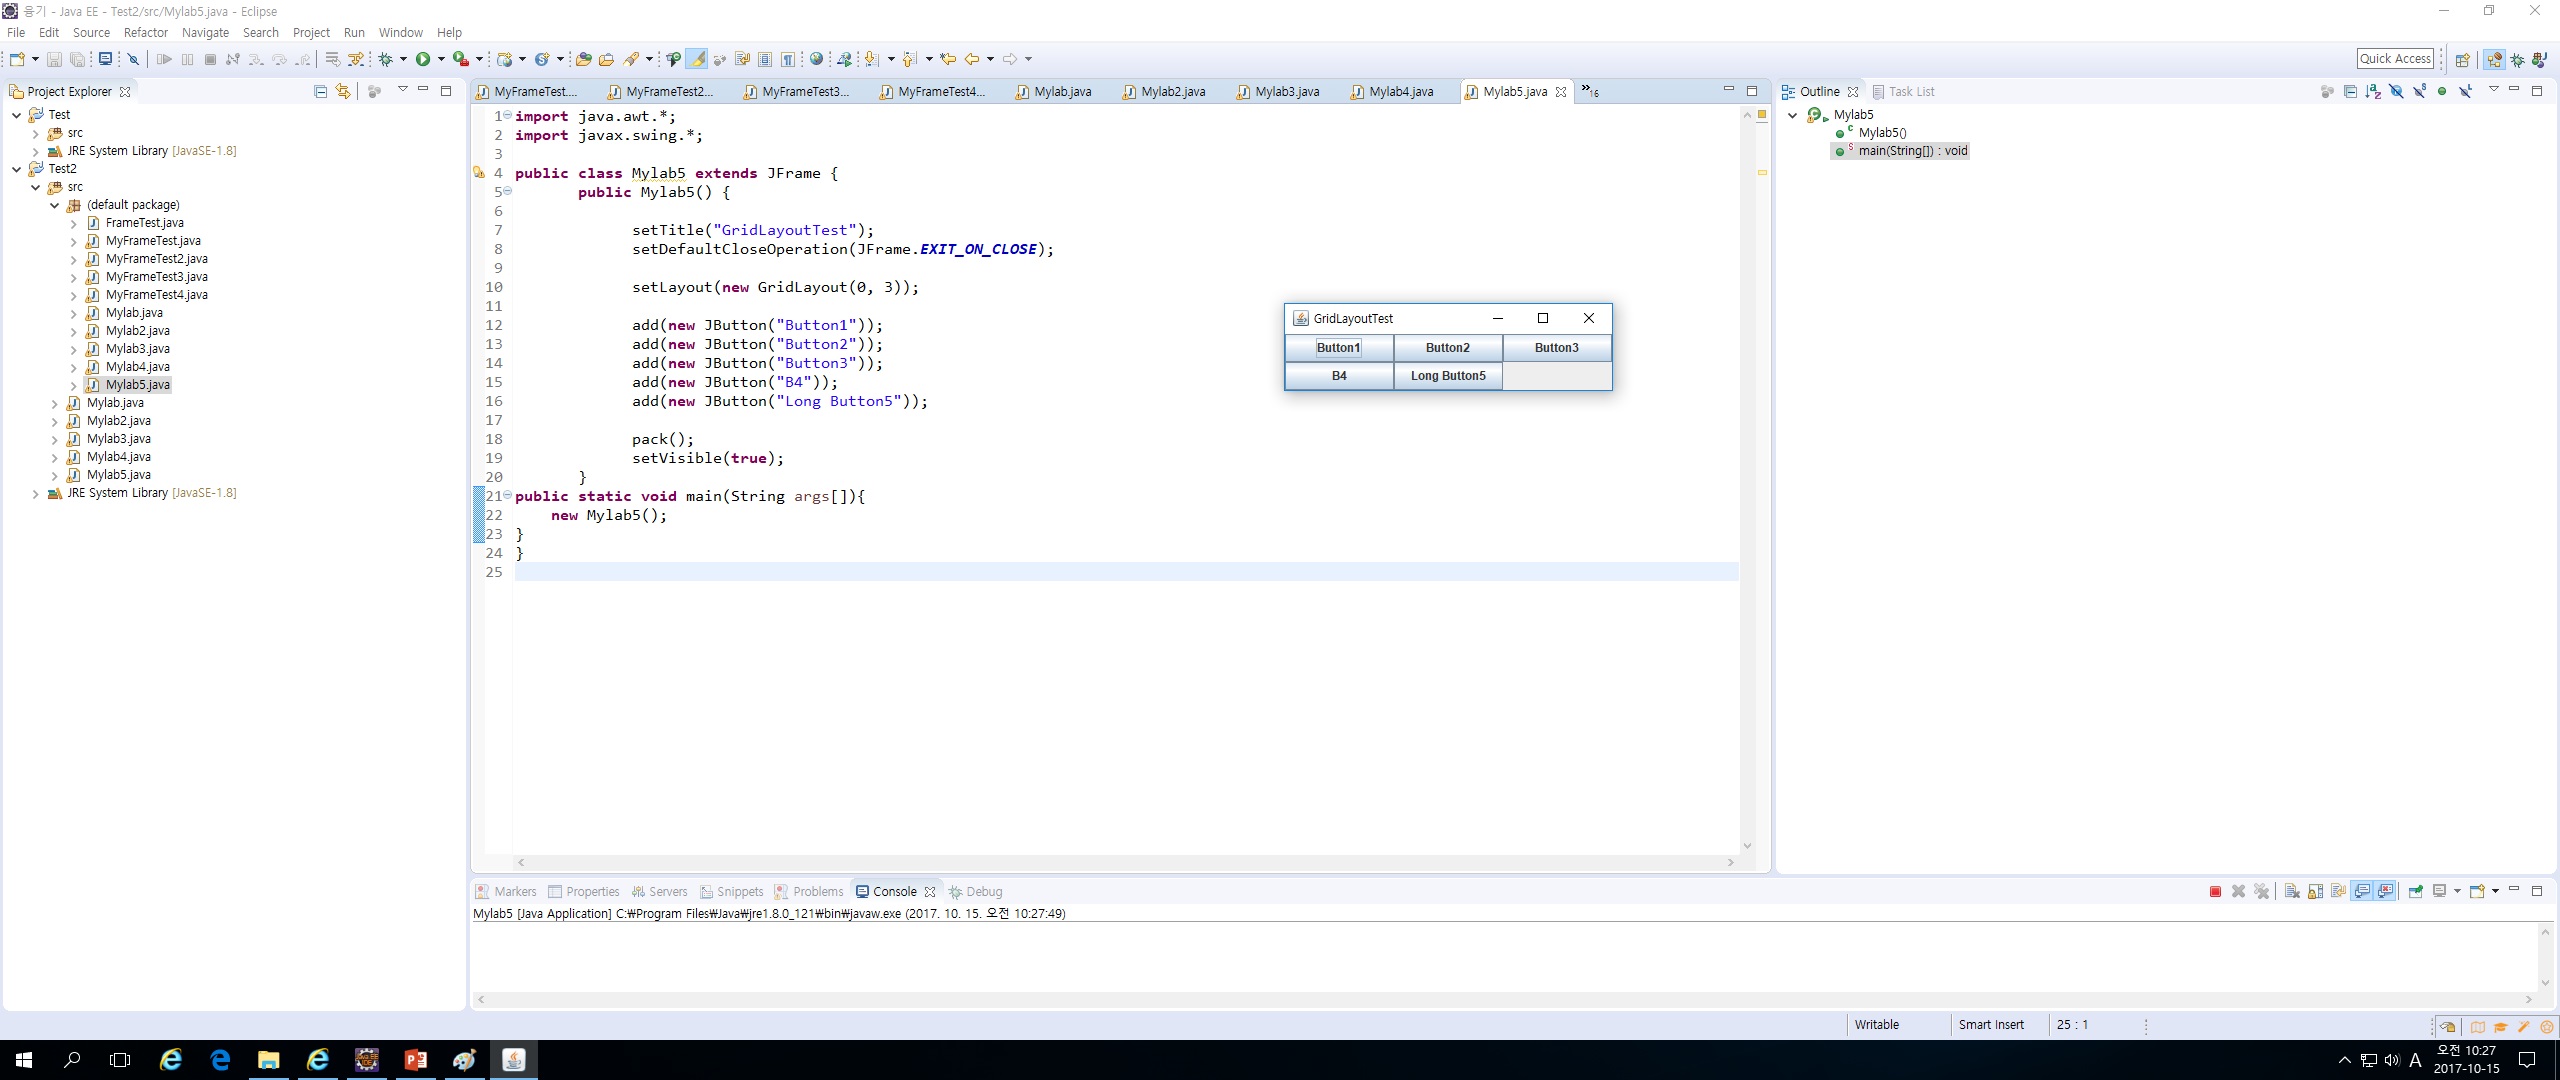 융기 - Java EE - Test2/src/Mylab5.java - Eclipse
File Edit Source Refactor Navigate Search Project Run Window Help
Quick Access
Project Explorer
Test
src
JRE System Library [JavaSE-1.8]
Test2
src
(default package)
FrameTest.java
MyFrameTest.java
MyFrameTest2.java
MyFrameTest3.java
MyFrameTest4.java
Mylab.java
Mylab2.java
Mylab3.java
Mylab4.java
Mylab5.java
Mylab.java
Mylab2.java
Mylab3.java
Mylab4.java
Mylab5.java
JRE System Library [JavaSE-1.8]
MyFrameTest.... MyFrameTest2... MyFrameTest3... MyFrameTest4... Mylab.java Mylab2.java Mylab3.java Mylab4.java Mylab5.java »16
1 import java.awt.*;
2 import javax.swing.*;
3
4 public class Mylab5 extends JFrame {
5 public Mylab5() {
6
7 setTitle("GridLayoutTest");
8 setDefaultCloseOperation(JFrame.EXIT_ON_CLOSE);
9
10 setLayout(new GridLayout(0, 3));
11
12 add(new JButton("Button1"));
13 add(new JButton("Button2"));
14 add(new JButton("Button3"));
15 add(new JButton("B4"));
16 add(new JButton("Long Button5"));
17
18 pack();
19 setVisible(true);
20 }
21 public static void main(String args[]){
22 new Mylab5();
23 }
24 }
25
GridLayoutTest
Button1 Button2 Button3
B4 Long Button5
Outline Task List
Mylab5
Mylab5()
main(String[]) : void
Markers Properties Servers Snippets Problems Console Debug
Mylab5 [Java Application] C:₩Program Files₩Java₩jre1.8.0_121₩bin₩javaw.exe (2017. 10. 15. 오전 10:27:49)
Writable Smart Insert 25 : 1
A
오전 10:27
2017-10-15